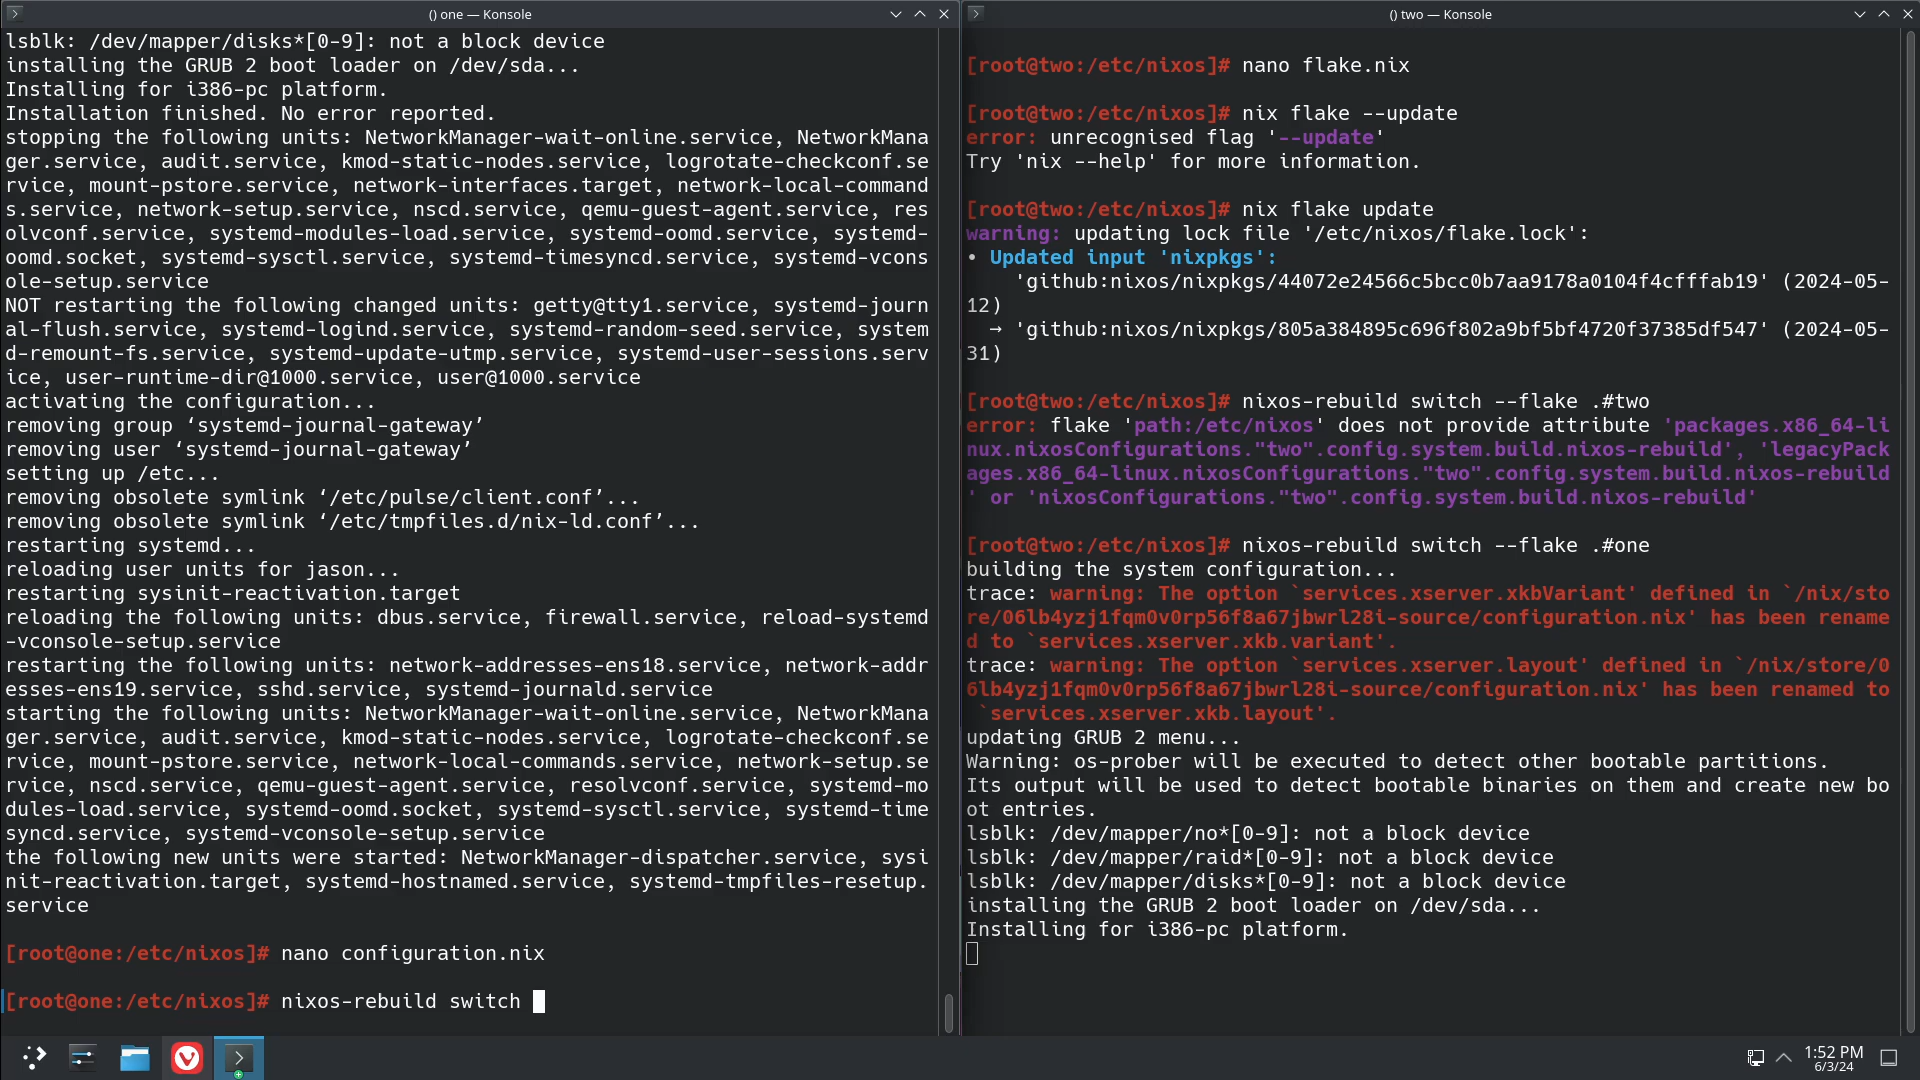 () one — Konsole
lsblk: /dev/mapper/disks*[0-9]: not a block device
installing the GRUB 2 boot loader on /dev/sda...
Installing for i386-pc platform.
Installation finished. No error reported.
stopping the following units: NetworkManager-wait-online.service, NetworkMana
ger.service, audit.service, kmod-static-nodes.service, logrotate-checkconf.se
rvice, mount-pstore.service, network-interfaces.target, network-local-command
s.service, network-setup.service, nscd.service, qemu-guest-agent.service, res
olvconf.service, systemd-modules-load.service, systemd-oomd.service, systemd-
oomd.socket, systemd-sysctl.service, systemd-timesyncd.service, systemd-vcons
ole-setup.service
NOT restarting the following changed units: getty@tty1.service, systemd-journ
al-flush.service, systemd-logind.service, systemd-random-seed.service, system
d-remount-fs.service, systemd-update-utmp.service, systemd-user-sessions.serv
ice, user-runtime-dir@1000.service, user@1000.service
activating the configuration...
removing group ‘systemd-journal-gateway’
removing user ‘systemd-journal-gateway’
setting up /etc...
removing obsolete symlink ‘/etc/pulse/client.conf’...
removing obsolete symlink ‘/etc/tmpfiles.d/nix-ld.conf’...
restarting systemd...
reloading user units for jason...
restarting sysinit-reactivation.target
reloading the following units: dbus.service, firewall.service, reload-systemd
-vconsole-setup.service
restarting the following units: network-addresses-ens18.service, network-addr
esses-ens19.service, sshd.service, systemd-journald.service
starting the following units: NetworkManager-wait-online.service, NetworkMana
ger.service, audit.service, kmod-static-nodes.service, logrotate-checkconf.se
rvice, mount-pstore.service, network-local-commands.service, network-setup.se
rvice, nscd.service, qemu-guest-agent.service, resolvconf.service, systemd-mo
dules-load.service, systemd-oomd.socket, systemd-sysctl.service, systemd-time
syncd.service, systemd-vconsole-setup.service
the following new units were started: NetworkManager-dispatcher.service, sysi
nit-reactivation.target, systemd-hostnamed.service, systemd-tmpfiles-resetup.
service
[root@one:/etc/nixos]# nano configuration.nix
[root@one:/etc/nixos]# nixos-rebuild switch
() two — Konsole
[root@two:/etc/nixos]# nano flake.nix
[root@two:/etc/nixos]# nix flake --update
error: unrecognised flag '--update'
Try 'nix --help' for more information.
[root@two:/etc/nixos]# nix flake update
warning: updating lock file '/etc/nixos/flake.lock':
• Updated input 'nixpkgs':
'github:nixos/nixpkgs/44072e24566c5bcc0b7aa9178a0104f4cfffab19' (2024-05-
12)
→ 'github:nixos/nixpkgs/805a384895c696f802a9bf5bf4720f37385df547' (2024-05-
31)
[root@two:/etc/nixos]# nixos-rebuild switch --flake .#two
error: flake 'path:/etc/nixos' does not provide attribute 'packages.x86_64-li
nux.nixosConfigurations."two".config.system.build.nixos-rebuild', 'legacyPack
ages.x86_64-linux.nixosConfigurations."two".config.system.build.nixos-rebuild
' or 'nixosConfigurations."two".config.system.build.nixos-rebuild'
[root@two:/etc/nixos]# nixos-rebuild switch --flake .#one
building the system configuration...
trace: warning: The option `services.xserver.xkbVariant' defined in `/nix/sto
re/06lb4yzj1fqm0v0rp56f8a67jbwrl28i-source/configuration.nix' has been rename
d to `services.xserver.xkb.variant'.
trace: warning: The option `services.xserver.layout' defined in `/nix/store/0
6lb4yzj1fqm0v0rp56f8a67jbwrl28i-source/configuration.nix' has been renamed to
`services.xserver.xkb.layout'.
updating GRUB 2 menu...
Warning: os-prober will be executed to detect other bootable partitions.
Its output will be used to detect bootable binaries on them and create new bo
ot entries.
lsblk: /dev/mapper/no*[0-9]: not a block device
lsblk: /dev/mapper/raid*[0-9]: not a block device
lsblk: /dev/mapper/disks*[0-9]: not a block device
installing the GRUB 2 boot loader on /dev/sda...
Installing for i386-pc platform.
1:52 PM
6/3/24